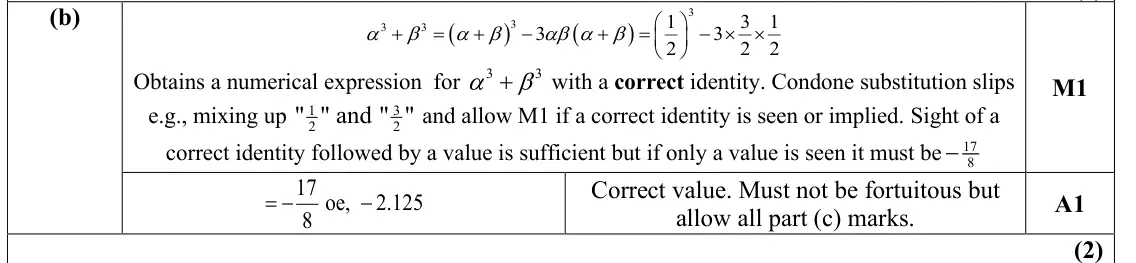 (b)
α³ + β³ = (α + β)³ − 3αβ(α + β) = (1/2)³ − 3 × 3/2 × 1/2
Obtains a numerical expression for α³ + β³ with a correct identity. Condone substitution slips
e.g., mixing up "1/2" and "3/2" and allow M1 if a correct identity is seen or implied. Sight of a
correct identity followed by a value is sufficient but if only a value is seen it must be −17/8
M1
= −17/8 oe, −2.125
Correct value. Must not be fortuitous but
allow all part (c) marks.
A1
(2)